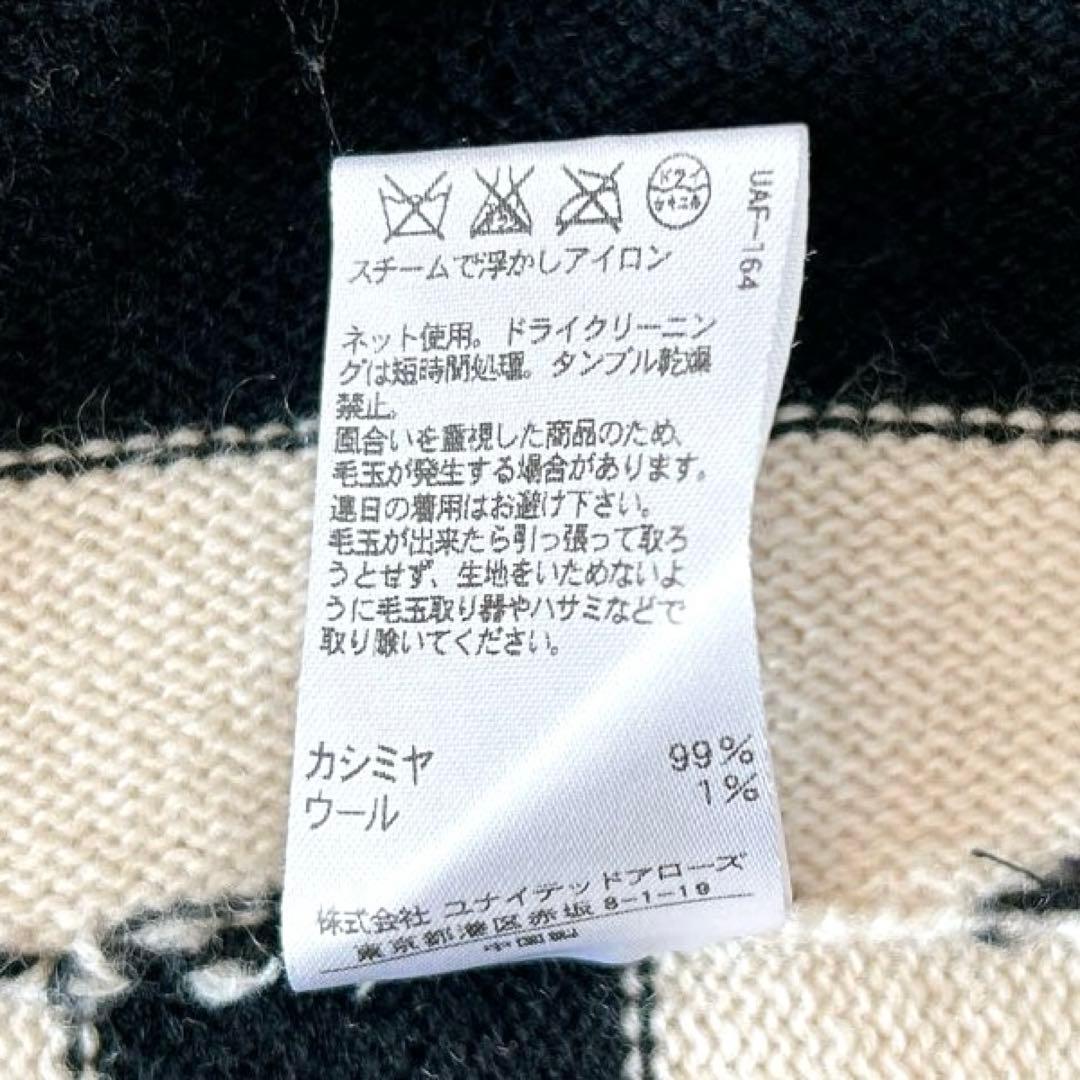 ドライ
セキユ系
UAF-164
スチームで浮かしアイロン
ネット使用。ドライクリーニン
グは短時間処理。タンブル乾燥
禁止。
風合いを重視した商品のため、
毛玉が発生する場合があります。
連日の着用はお避け下さい。
毛玉が出来たら引っ張って取ろ
うとせず、生地をいためないよ
うに毛玉取り器やハサミなどで
取り除いてください。
カシミヤ 99%
ウール 1%
株式会社 ユナイテッドアローズ
東京都港区赤坂 8-1-19
中国製